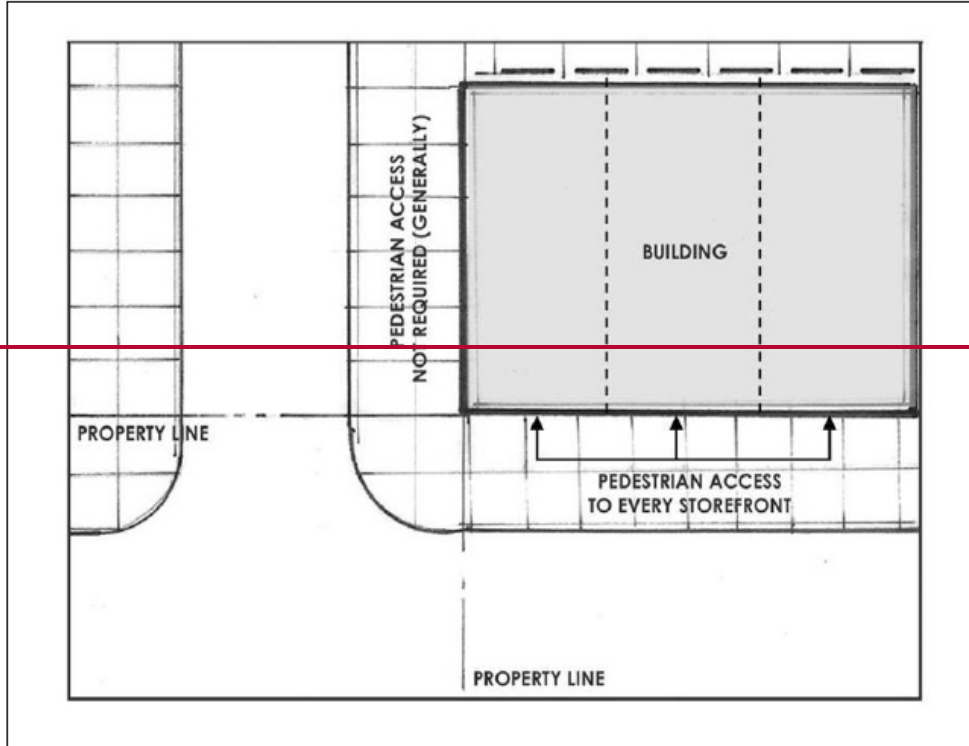 PEDESTRIAN ACCESS
NOT REQUIRED (GENERALLY)
BUILDING
PROPERTY LINE
PEDESTRIAN ACCESS
TO EVERY STOREFRONT
PROPERTY LINE